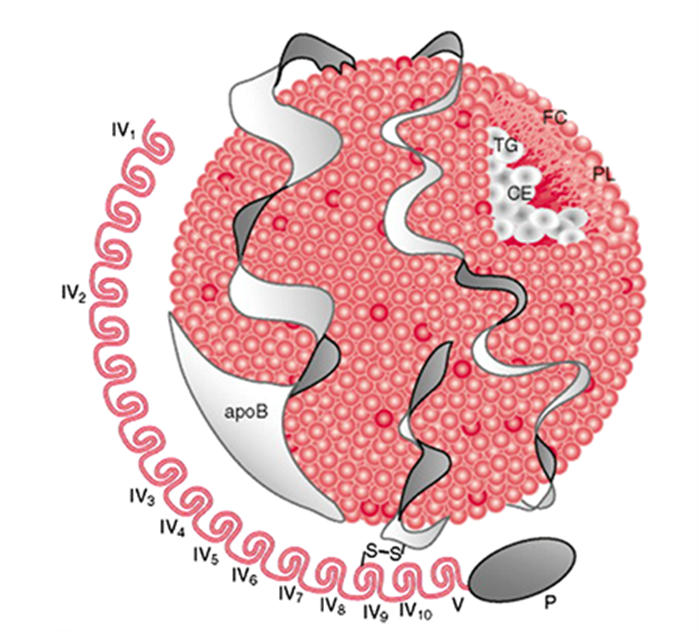 FC
IV1
TG
PL
CE
IV2
apoB
IV3
IV4
IV5
S–S
IV6
IV7
IV8
IV9
IV10
V
P